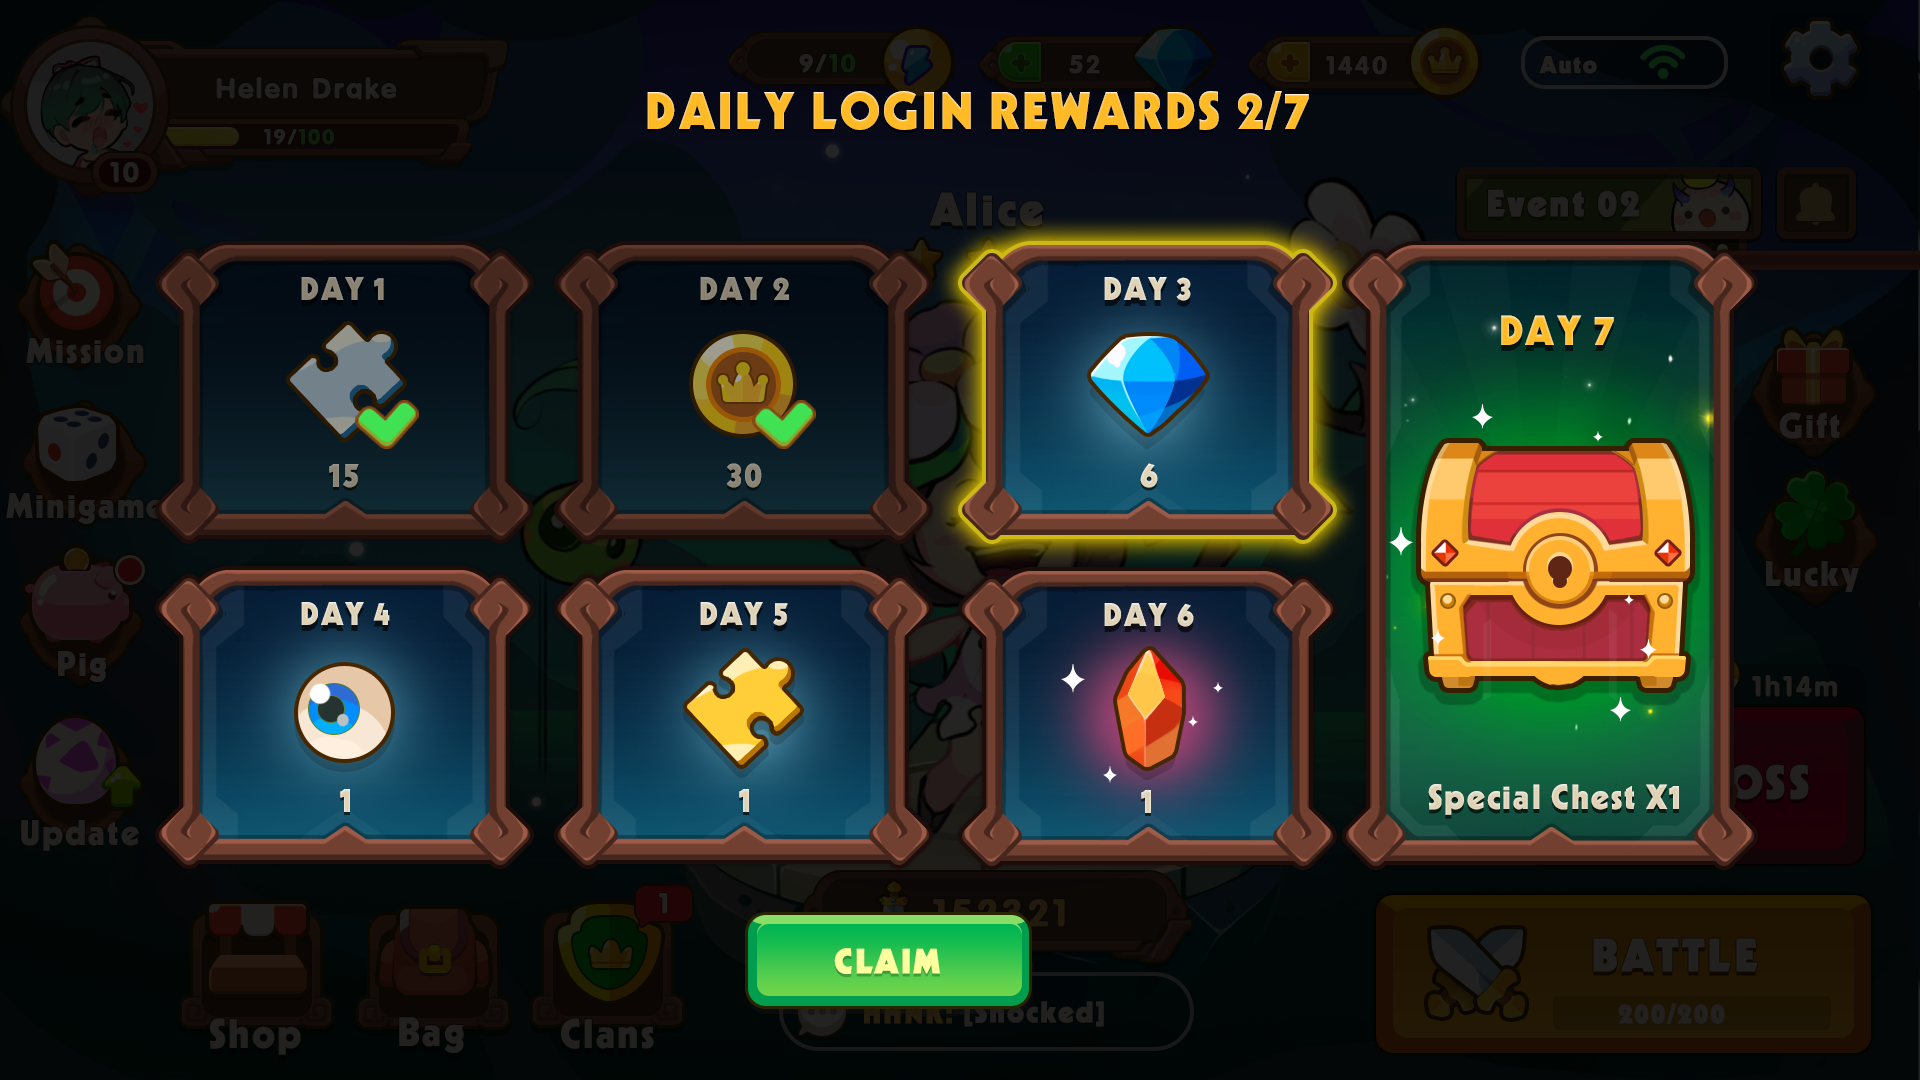 Helen Drake
19/100
10
9/10
52
1440
Auto
DAILY LOGIN REWARDS 2/7
Alice
Event 02
DAY 1
15
DAY 2
30
DAY 3
6
DAY 7
Special Chest X1
DAY 4
1
DAY 5
1
DAY 6
1
Mission
Minigame
Pig
Update
Gift
Lucky
1h14m
OSS
152321
CLAIM
[Shocked]
1
Shop
Bag
Clans
BATTLE
200/200